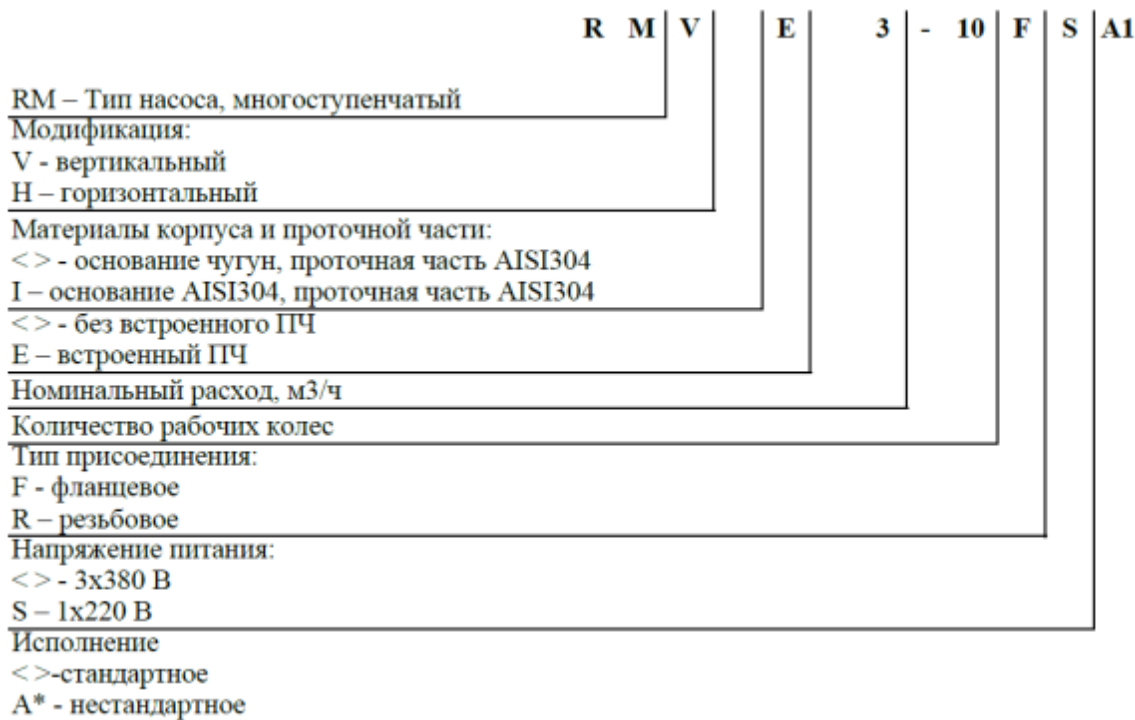 R M V E 3 - 10 F S A1
RM – Тип насоса, многоступенчатый
Модификация:
V - вертикальный
H – горизонтальный
Материалы корпуса и проточной части:
< > - основание чугун, проточная часть AISI304
I – основание AISI304, проточная часть AISI304
< > - без встроенного ПЧ
E – встроенный ПЧ
Номинальный расход, м3/ч
Количество рабочих колес
Тип присоединения:
F - фланцевое
R – резьбовое
Напряжение питания:
< > - 3x380 В
S – 1x220 В
Исполнение
< >-стандартное
A* - нестандартное